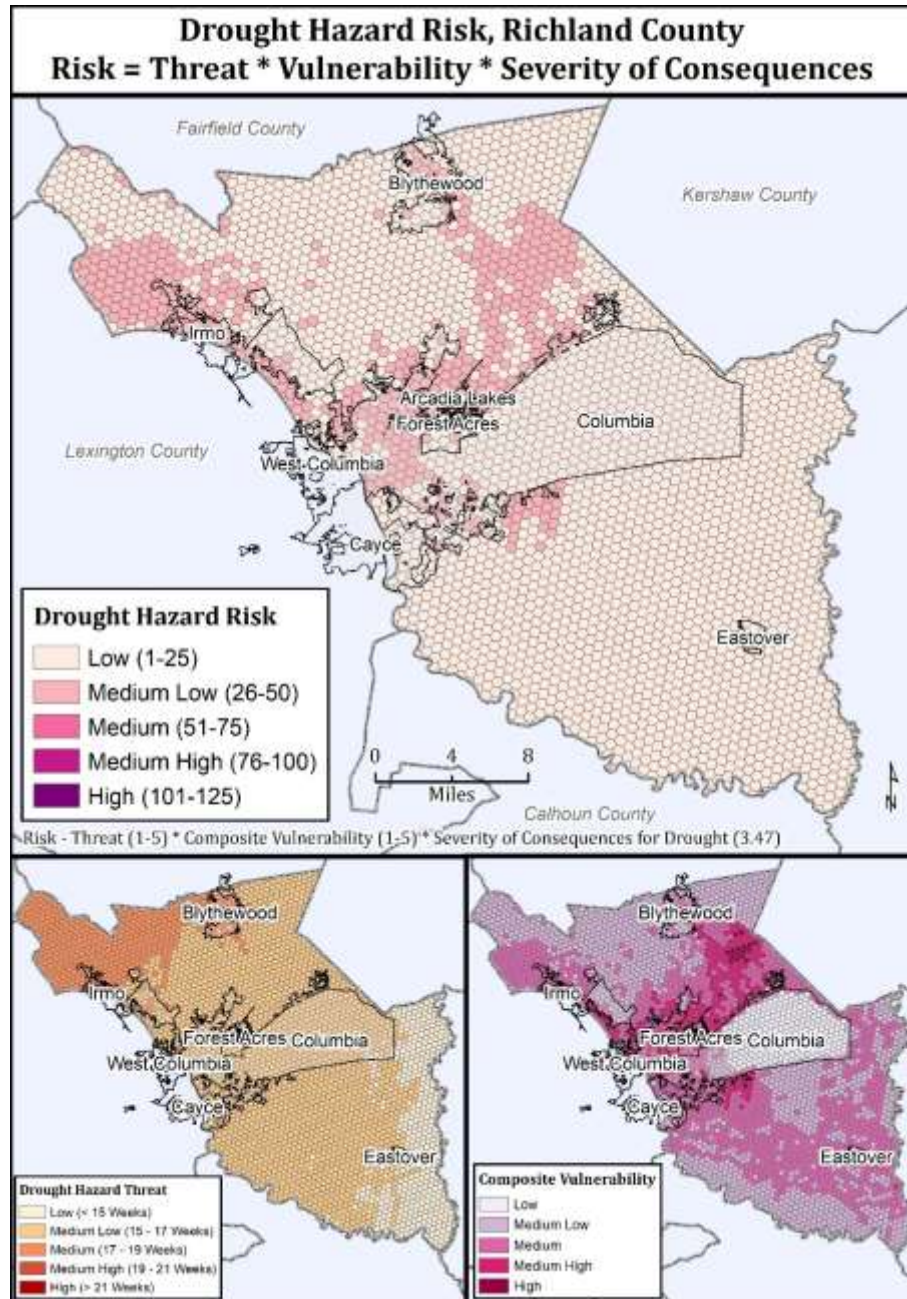 Drought Hazard Risk, Richland County
Risk = Threat * Vulnerability * Severity of Consequences
Fairfield County
Blythewood
Kershaw County
Irmo
Arcadia Lakes
Forest Acres
Columbia
Lexington County
West Columbia
Cayce
Eastover
Drought Hazard Risk
Low (1-25)
Medium Low (26-50)
Medium (51-75)
Medium High (76-100)
High (101-125)
0 4 8
Miles
N
Calhoun County
Risk - Threat (1-5) * Composite Vulnerability (1-5) * Severity of Consequences for Drought (3.47)
Blythewood
Irmo
Forest Acres
Columbia
West Columbia
Cayce
Eastover
Drought Hazard Threat
Low (< 15 Weeks)
Medium Low (15 - 17 Weeks)
Medium (17 - 19 Weeks)
Medium High (19 - 21 Weeks)
High (> 21 Weeks)
Blythewood
Irmo
Forest Acres
Columbia
West Columbia
Cayce
Eastover
Composite Vulnerability
Low
Medium Low
Medium
Medium High
High